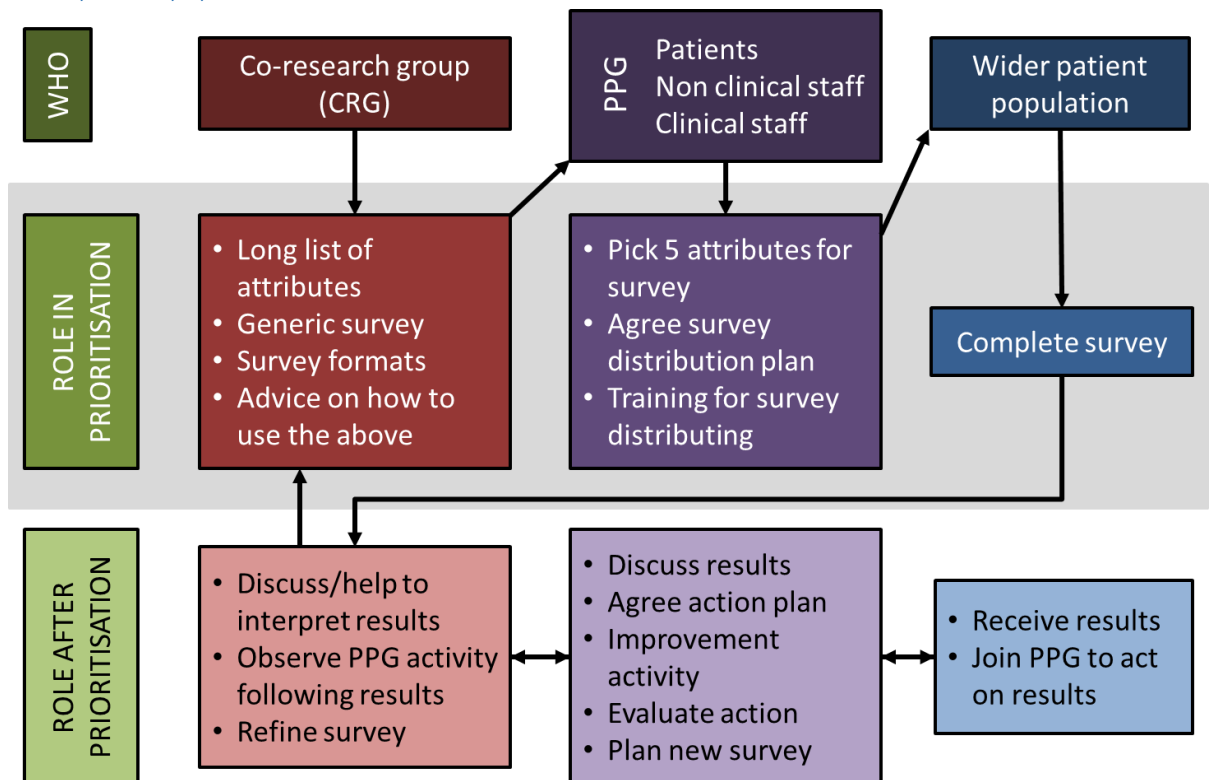 WHO
Co-research group
(CRG)
PPG
Patients
Non clinical staff
Clinical staff
Wider patient
population
ROLE IN
PRIORITISATION
• Long list of
attributes
• Generic survey
• Survey formats
• Advice on how to
use the above
• Pick 5 attributes for
survey
• Agree survey
distribution plan
• Training for survey
distributing
Complete survey
ROLE AFTER
PRIORITISATION
• Discuss/help to
interpret results
• Observe PPG activity
following results
• Refine survey
• Discuss results
• Agree action plan
• Improvement
activity
• Evaluate action
• Plan new survey
• Receive results
• Join PPG to act
on results